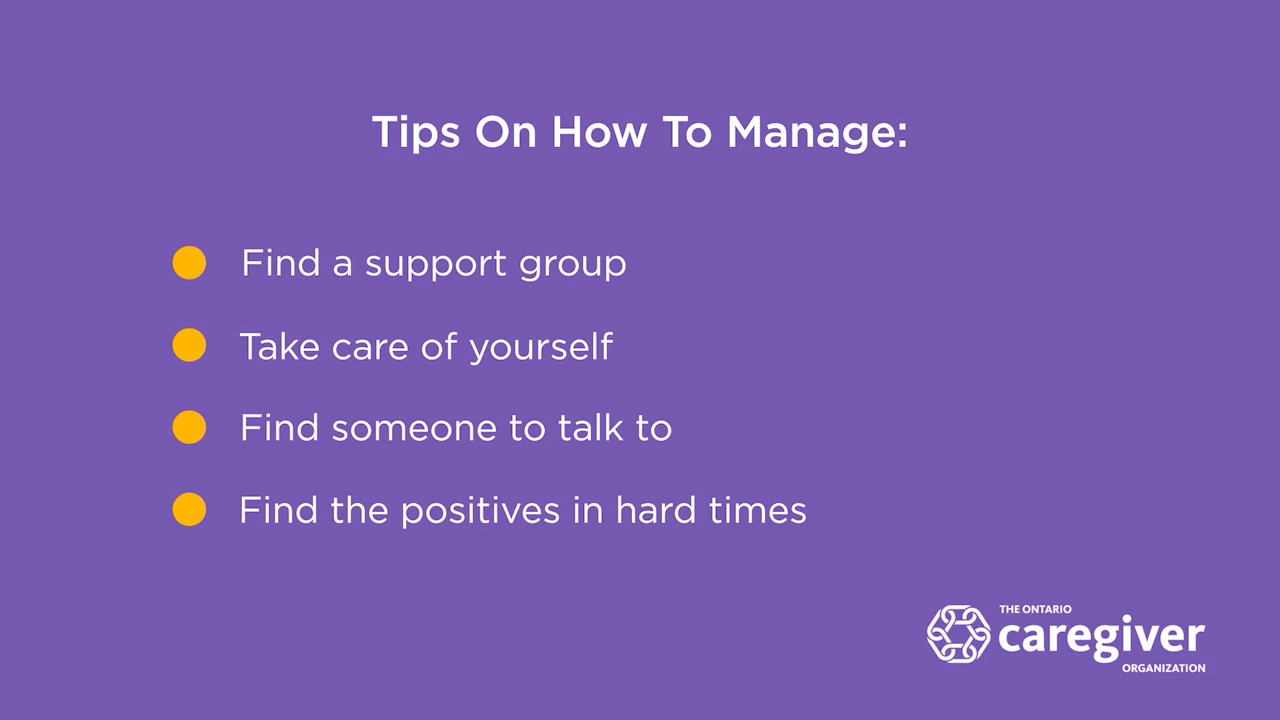 Tips On How To Manage:
Find a support group
Take care of yourself
Find someone to talk to
Find the positives in hard times
THE ONTARIO
caregiver
ORGANIZATION